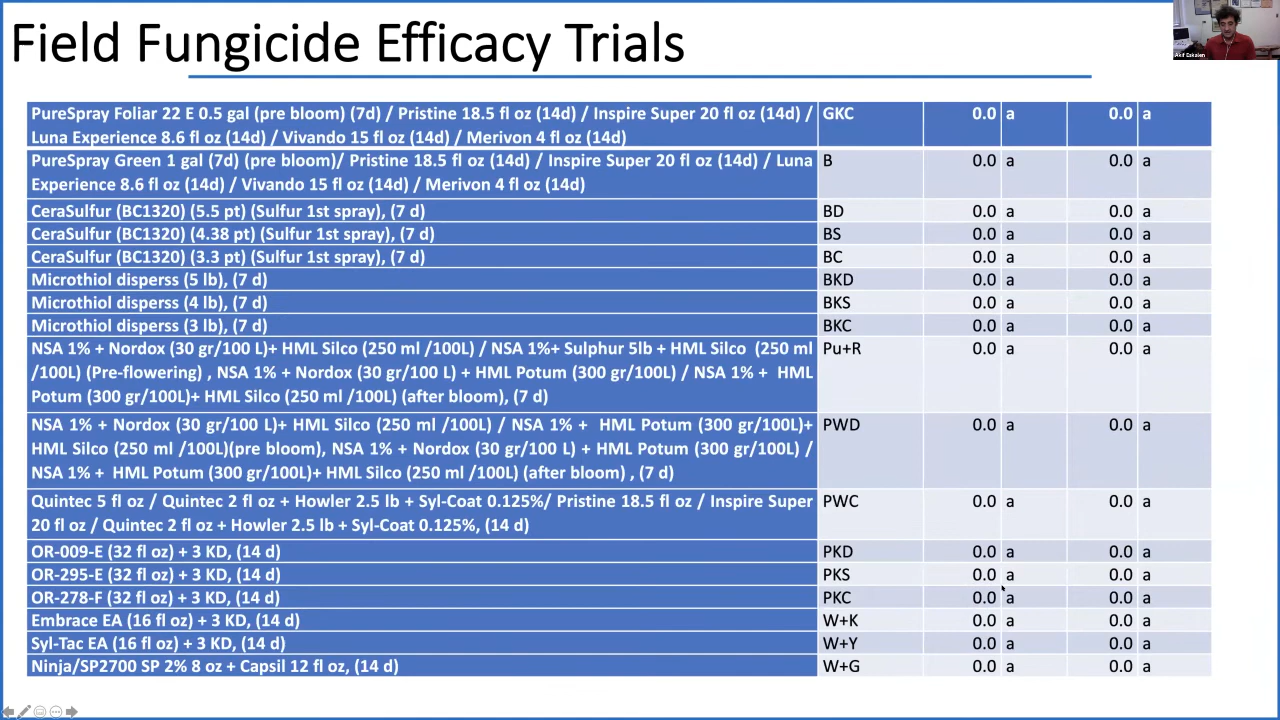 Field Fungicide Efficacy Trials
Akif Eskalen
PureSpray Foliar 22 E 0.5 gal (pre bloom) (7d) / Pristine 18.5 fl oz (14d) / Inspire Super 20 fl oz (14d) / GKC 0.0 a 0.0 a
Luna Experience 8.6 fl oz (14d) / Vivando 15 fl oz (14d) / Merivon 4 fl oz (14d)
PureSpray Green 1 gal (7d) (pre bloom)/ Pristine 18.5 fl oz (14d) / Inspire Super 20 fl oz (14d) / Luna B 0.0 a 0.0 a
Experience 8.6 fl oz (14d) / Vivando 15 fl oz (14d) / Merivon 4 fl oz (14d)
CeraSulfur (BC1320) (5.5 pt) (Sulfur 1st spray), (7 d) BD 0.0 a 0.0 a
CeraSulfur (BC1320) (4.38 pt) (Sulfur 1st spray), (7 d) BS 0.0 a 0.0 a
CeraSulfur (BC1320) (3.3 pt) (Sulfur 1st spray), (7 d) BC 0.0 a 0.0 a
Microthiol disperss (5 lb), (7 d) BKD 0.0 a 0.0 a
Microthiol disperss (4 lb), (7 d) BKS 0.0 a 0.0 a
Microthiol disperss (3 lb), (7 d) BKC 0.0 a 0.0 a
NSA 1% + Nordox (30 gr/100 L)+ HML Silco (250 ml /100L) / NSA 1%+ Sulphur 5lb + HML Silco (250 ml Pu+R 0.0 a 0.0 a
/100L) (Pre-flowering) , NSA 1% + Nordox (30 gr/100 L) + HML Potum (300 gr/100L) / NSA 1% + HML
Potum (300 gr/100L)+ HML Silco (250 ml /100L) (after bloom), (7 d)
NSA 1% + Nordox (30 gr/100 L)+ HML Silco (250 ml /100L) / NSA 1% + HML Potum (300 gr/100L)+ PWD 0.0 a 0.0 a
HML Silco (250 ml /100L)(pre bloom), NSA 1% + Nordox (30 gr/100 L) + HML Potum (300 gr/100L) /
NSA 1% + HML Potum (300 gr/100L)+ HML Silco (250 ml /100L) (after bloom) , (7 d)
Quintec 5 fl oz / Quintec 2 fl oz + Howler 2.5 lb + Syl-Coat 0.125%/ Pristine 18.5 fl oz / Inspire Super PWC 0.0 a 0.0 a
20 fl oz / Quintec 2 fl oz + Howler 2.5 lb + Syl-Coat 0.125%, (14 d)
OR-009-E (32 fl oz) + 3 KD, (14 d) PKD 0.0 a 0.0 a
OR-295-E (32 fl oz) + 3 KD, (14 d) PKS 0.0 a 0.0 a
OR-278-F (32 fl oz) + 3 KD, (14 d) PKC 0.0 a 0.0 a
Embrace EA (16 fl oz) + 3 KD, (14 d) W+K 0.0 a 0.0 a
Syl-Tac EA (16 fl oz) + 3 KD, (14 d) W+Y 0.0 a 0.0 a
Ninja/SP2700 SP 2% 8 oz + Capsil 12 fl oz, (14 d) W+G 0.0 a 0.0 a